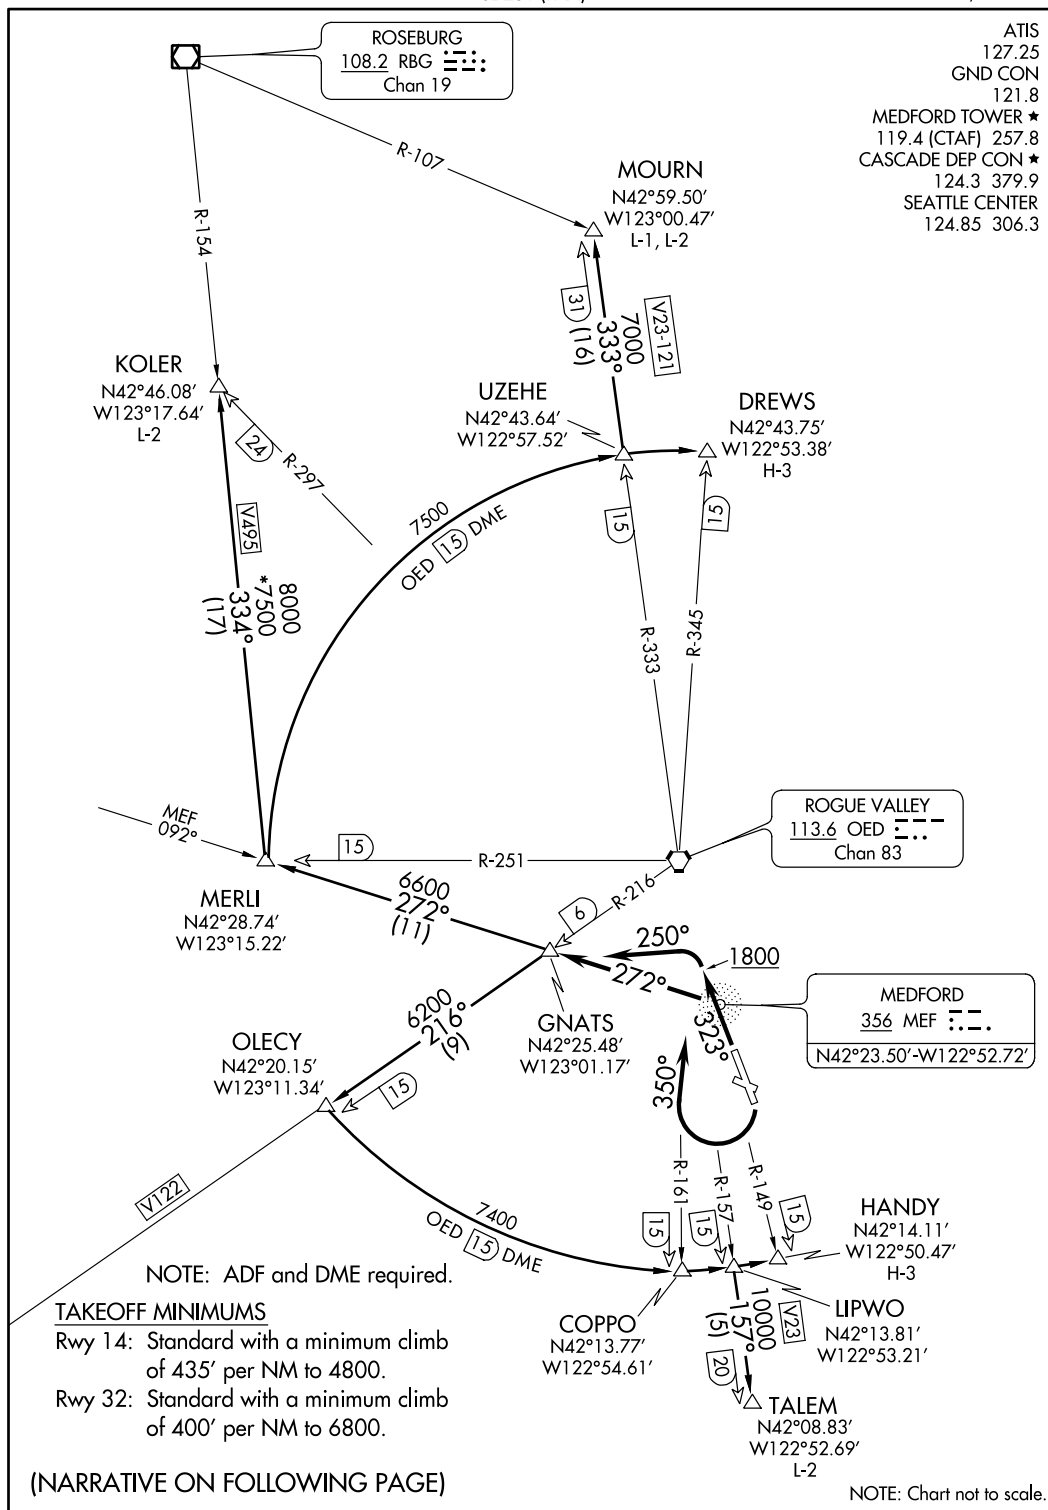 ATIS
127.25
GND CON
121.8
MEDFORD TOWER ★
119.4 (CTAF) 257.8
CASCADE DEP CON ★
124.3 379.9
SEATTLE CENTER
124.85 306.3
ROSEBURG
108.2 RBG
Chan 19
R-107
R-154
MOURN
N42°59.50′
W123°00.47′
L-1, L-2
31
(16)
333°
7000
V23-121
KOLER
N42°46.08′
W123°17.64′
L-2
24
R-297
UZEHE
N42°43.64′
W122°57.52′
DREWS
N42°43.75′
W122°53.38′
H-3
7500
OED 15 DME
15
15
V495
8000
*7500
334°
(17)
R-333
R-345
MEF
092°
15
R-251
ROGUE VALLEY
113.6 OED
Chan 83
MERLI
N42°28.74′
W123°15.22′
6600
272°
(11)
6
R-216
250°
1800
272°
323°
350°
MEDFORD
356 MEF
N42°23.50′-W122°52.72′
GNATS
N42°25.48′
W123°01.17′
6200
216°
(9)
OLECY
N42°20.15′
W123°11.34′
15
V122
7400
OED 15 DME
R-161
R-157
R-149
15
15
15
HANDY
N42°14.11′
W122°50.47′
H-3
COPPO
N42°13.77′
W122°54.61′
LIPWO
N42°13.81′
W122°53.21′
V23
10000
157°
(5)
20
TALEM
N42°08.83′
W122°52.69′
L-2
NOTE: ADF and DME required.
TAKEOFF MINIMUMS
Rwy 14: Standard with a minimum climb
of 435′ per NM to 4800.
Rwy 32: Standard with a minimum climb
of 400′ per NM to 6800.
(NARRATIVE ON FOLLOWING PAGE)
NOTE: Chart not to scale.